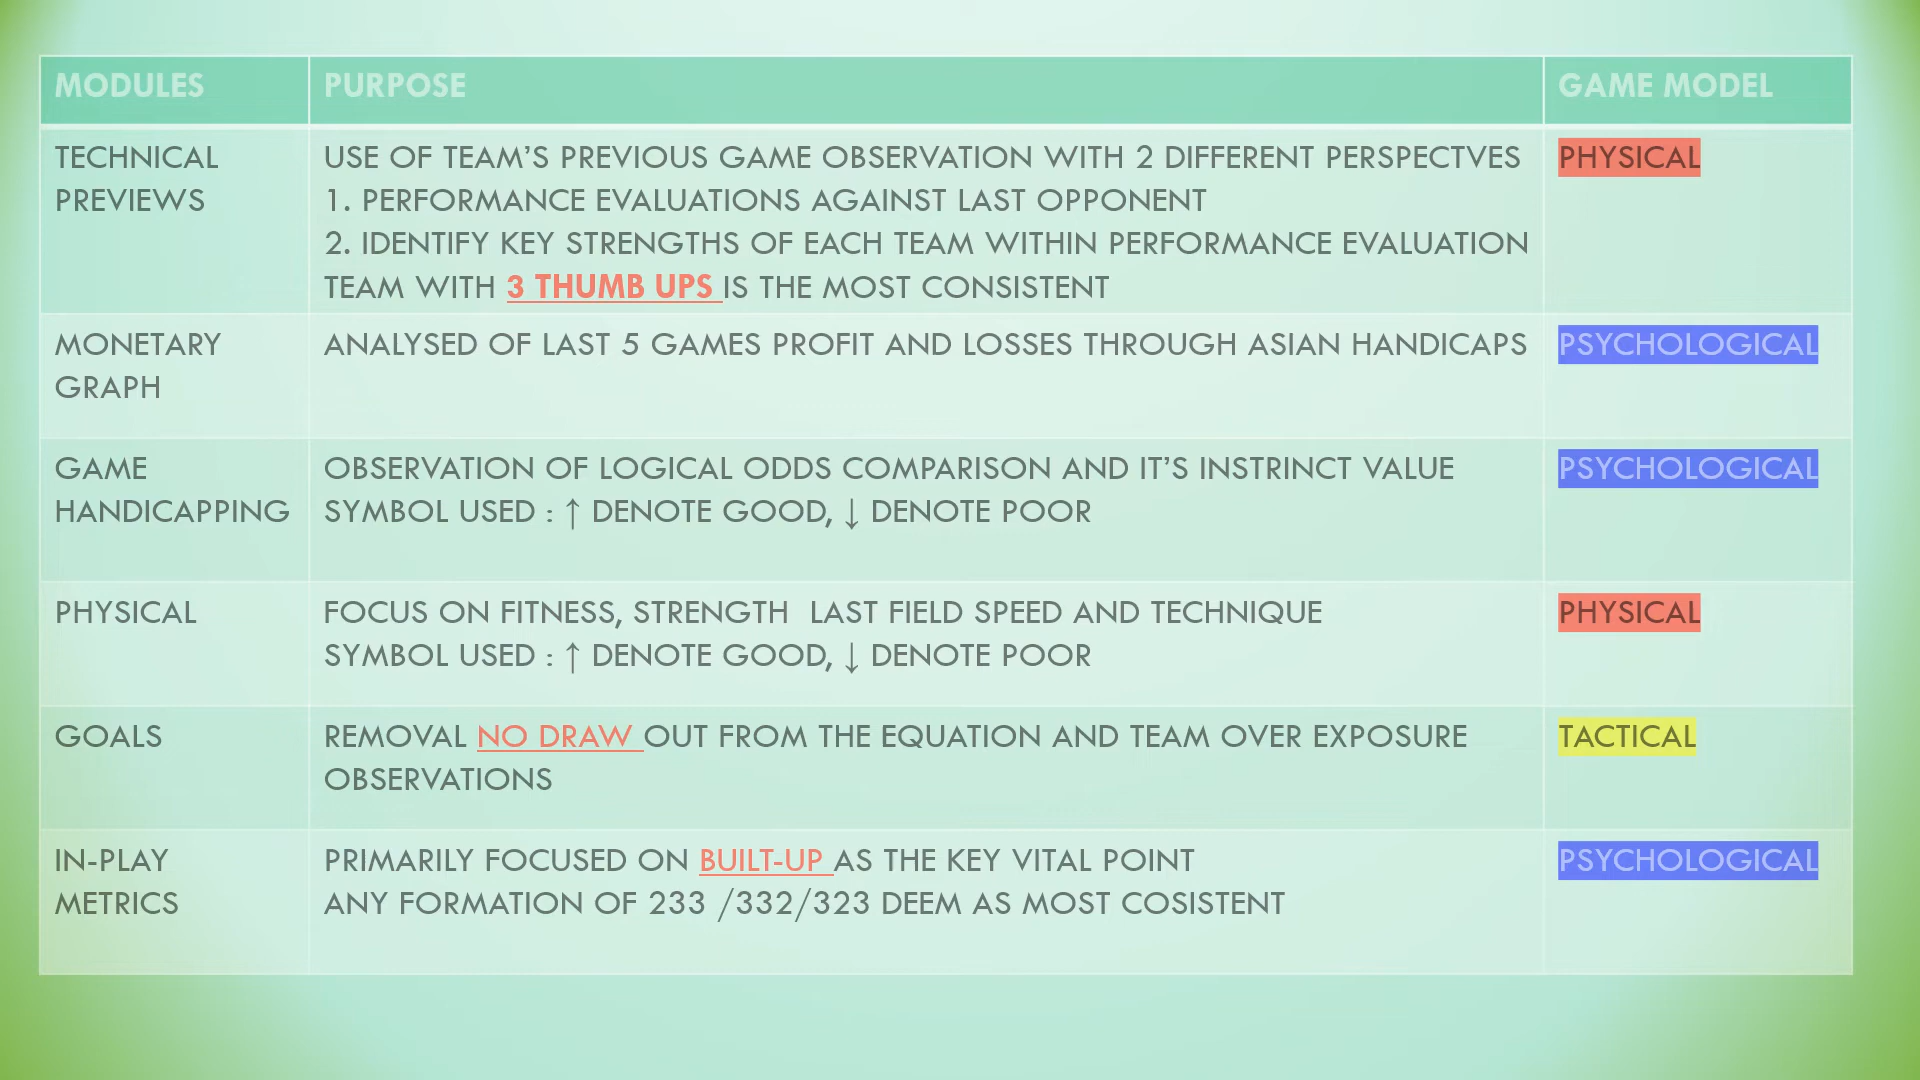 MODULES PURPOSE GAME MODEL
TECHNICAL PREVIEWS
USE OF TEAM’S PREVIOUS GAME OBSERVATION WITH 2 DIFFERENT PERSPECTVES
1. PERFORMANCE EVALUATIONS AGAINST LAST OPPONENT
2. IDENTIFY KEY STRENGTHS OF EACH TEAM WITHIN PERFORMANCE EVALUATION
TEAM WITH 3 THUMB UPS IS THE MOST CONSISTENT
PHYSICAL
MONETARY
GRAPH
ANALYSED OF LAST 5 GAMES PROFIT AND LOSSES THROUGH ASIAN HANDICAPS
PSYCHOLOGICAL
GAME
HANDICAPPING
OBSERVATION OF LOGICAL ODDS COMPARISON AND IT’S INSTRINCT VALUE
SYMBOL USED : ↑ DENOTE GOOD, ↓ DENOTE POOR
PSYCHOLOGICAL
PHYSICAL
FOCUS ON FITNESS, STRENGTH  LAST FIELD SPEED AND TECHNIQUE
SYMBOL USED : ↑ DENOTE GOOD, ↓ DENOTE POOR
PHYSICAL
GOALS
REMOVAL NO DRAW OUT FROM THE EQUATION AND TEAM OVER EXPOSURE
OBSERVATIONS
TACTICAL
IN-PLAY
METRICS
PRIMARILY FOCUSED ON BUILT-UP AS THE KEY VITAL POINT
ANY FORMATION OF 233 /332/323 DEEM AS MOST COSISTENT
PSYCHOLOGICAL